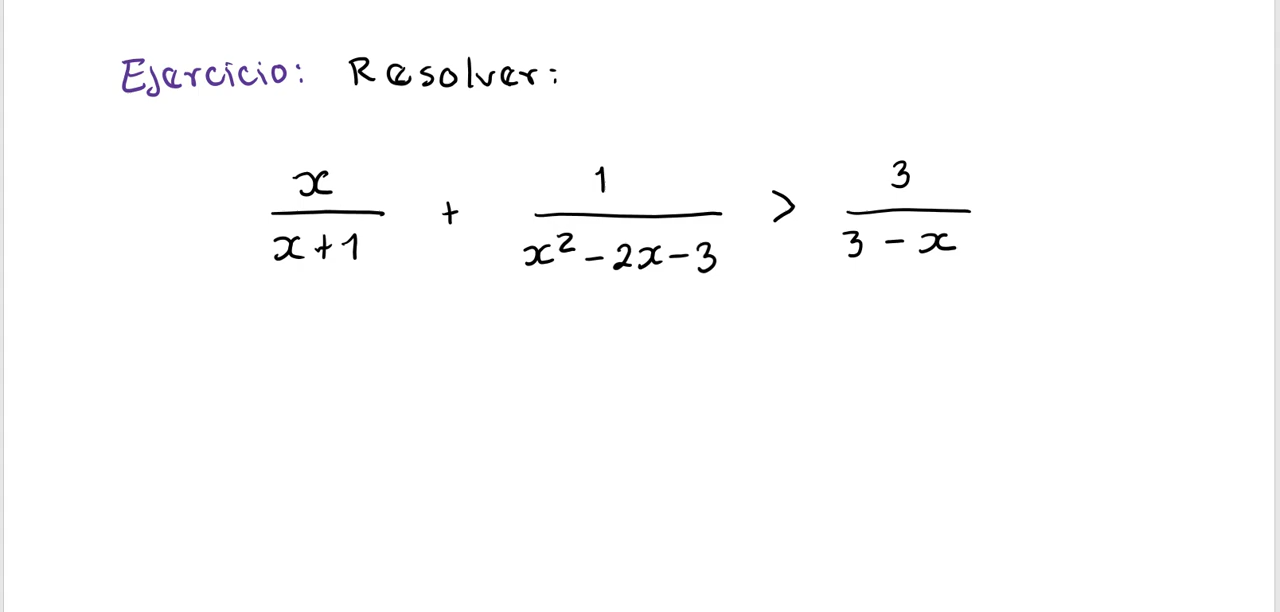 Ejercicio: Resolver:
x/(x+1) + 1/(x²-2x-3) > 3/(3-x)